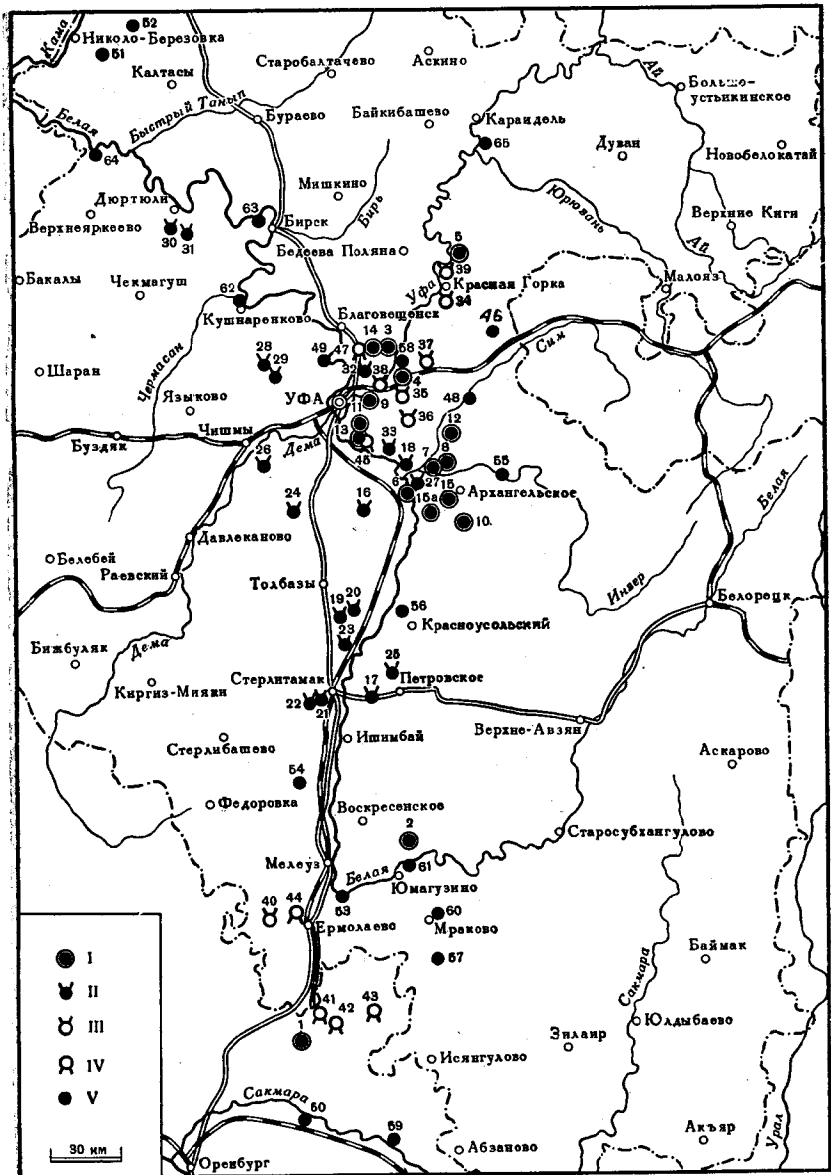 52
Кама
Николо-Березовка
51
Старобалтачево
Аскино
Ай
Калтасы
Больше-
устьикинское
Белая
Быстрый Танып
Бураево
Байкибашево
Караидель
Дуван
Новобелокатай
64
65
Мишкино
Бирь
Юрюзань
Дюртюли
63
Верхнеяркеево
30
31
Бирск
Верхние Киги
Бедеева Поляна
5
Ай
39
Бакалы
Чекмагуш
Уфа
Красная Горка
Малояз
62
34
Кушнаренково
Благовещенск
46
Сим
Чермасан
28
29
49
47
14
3
58
37
32
38
4
Шаран
35
48
Языково
УФА
9
11
36
12
Буздяк
Чишмы
Дема
13
45
33
18
7
8
55
26
6
27
15
Архангельское
Белая
24
16
15а
10.
Давлеканово
Белебей
Раевский
Толбазы
Инзер
Белорецк
19
20
56
Красноусольский
23
Бижбуляк
Дема
25
Киргиз-Мияки
Стерлитамак
17
Петровское
22
21
Верхне-Авзян
Стерлибашево
Ишимбай
Аскарово
54
Федоровка
Воскресенское
2
Старосубхангулово
Мелеуз
61
Белая
Юмагузино
53
40
44
60
Ермолаево
Мраково
57
Баймак
I
II
III
IV
V
41
42
43
1
Сакмара
Юлдыбаево
Зилаир
Исянгулово
Сакмара
50
59
Акъяр
Урал
30 км
Абзаново
Оренбург